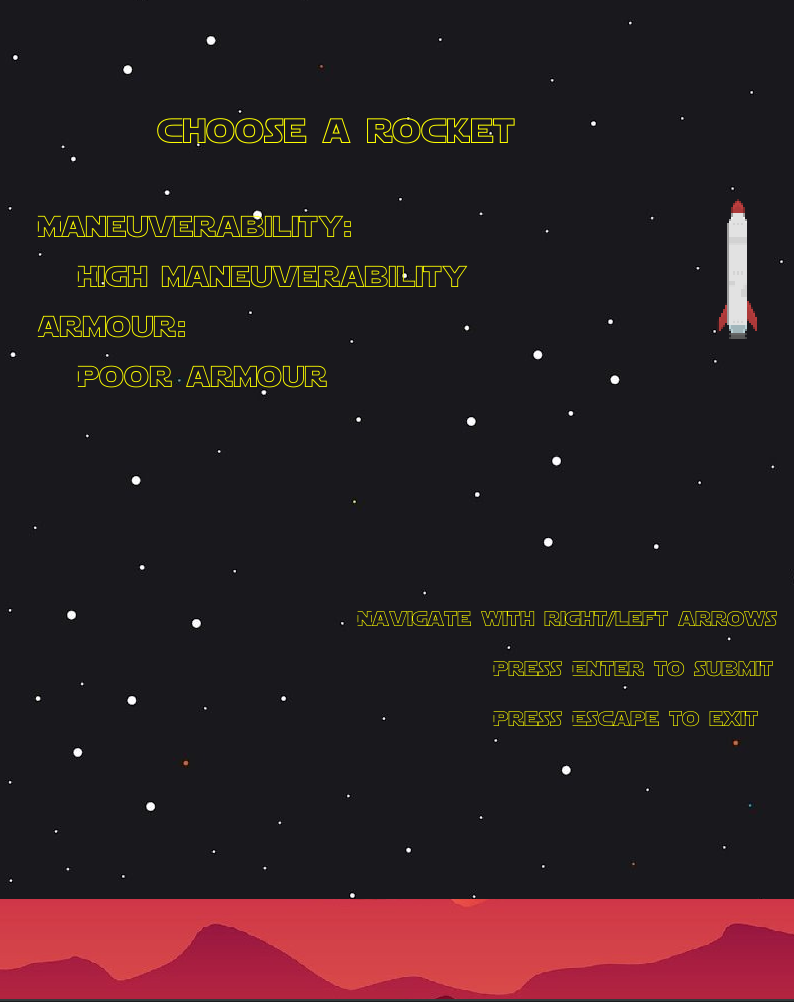 CHOOSE A ROCKET
MANEUVERABILITY:
HIGH MANEUVERABILITY
ARMOUR:
POOR ARMOUR
NAVIGATE WITH RIGHT/LEFT ARROWS
PRESS ENTER TO SUBMIT
PRESS ESCAPE TO EXIT